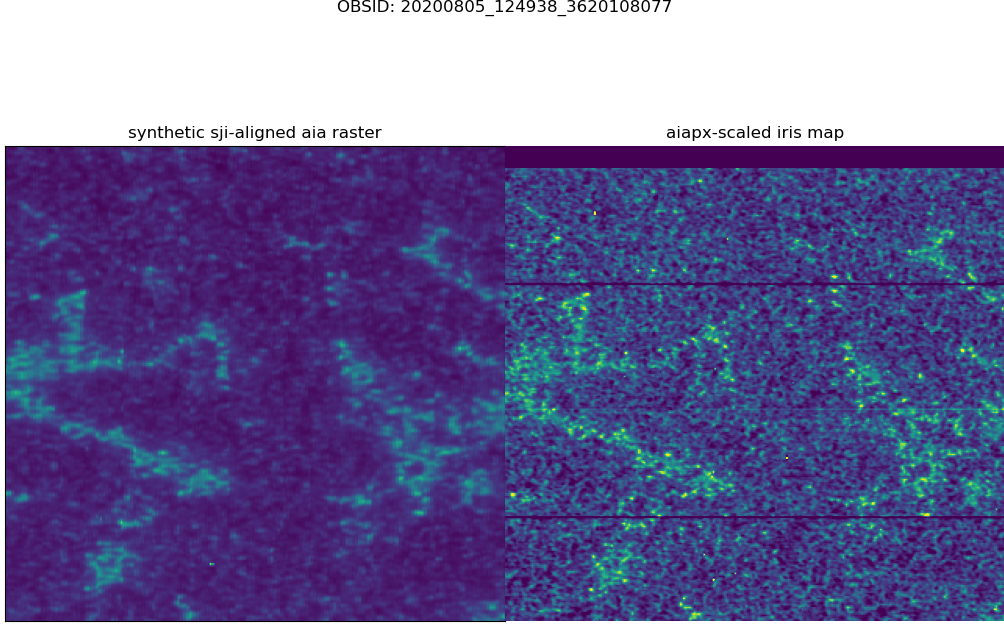 OBSID: 20200805_124938_3620108077
synthetic sji-aligned aia raster
aiapx-scaled iris map